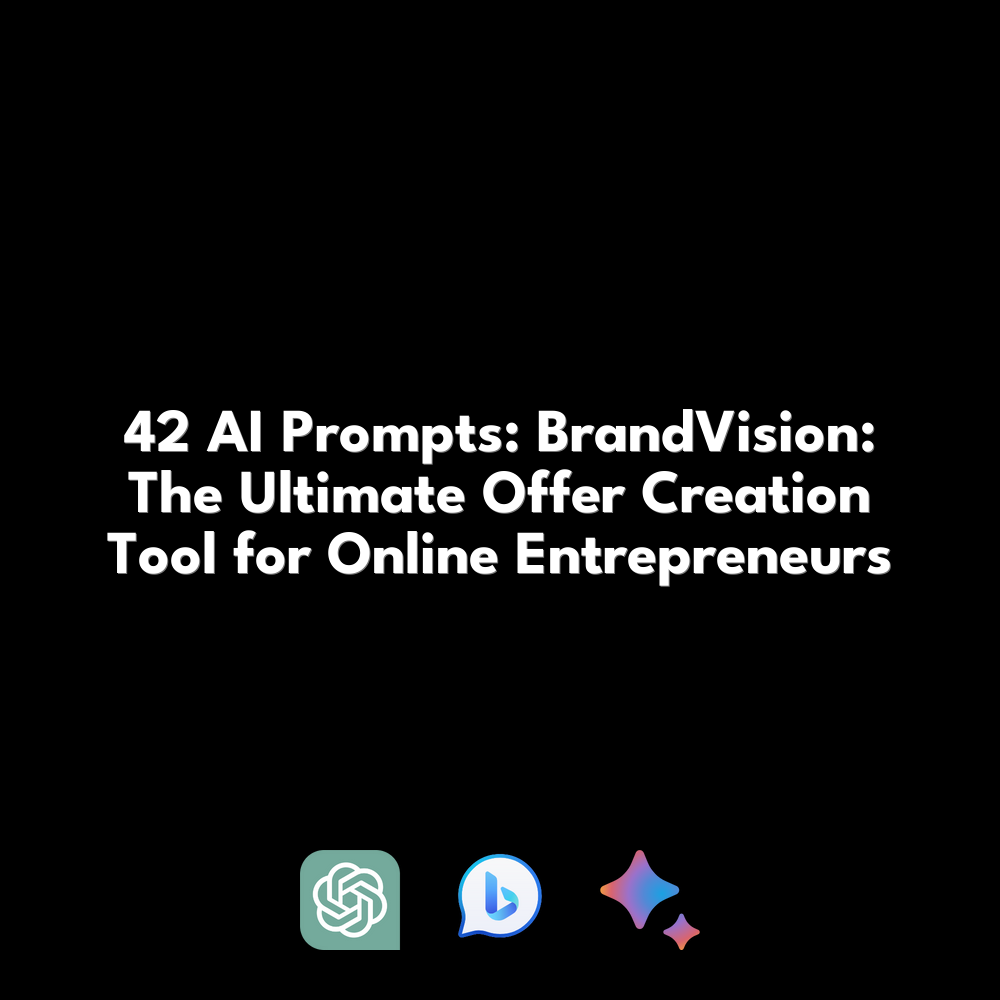 42 AI Prompts: BrandVision:
The Ultimate Offer Creation
Tool for Online Entrepreneurs